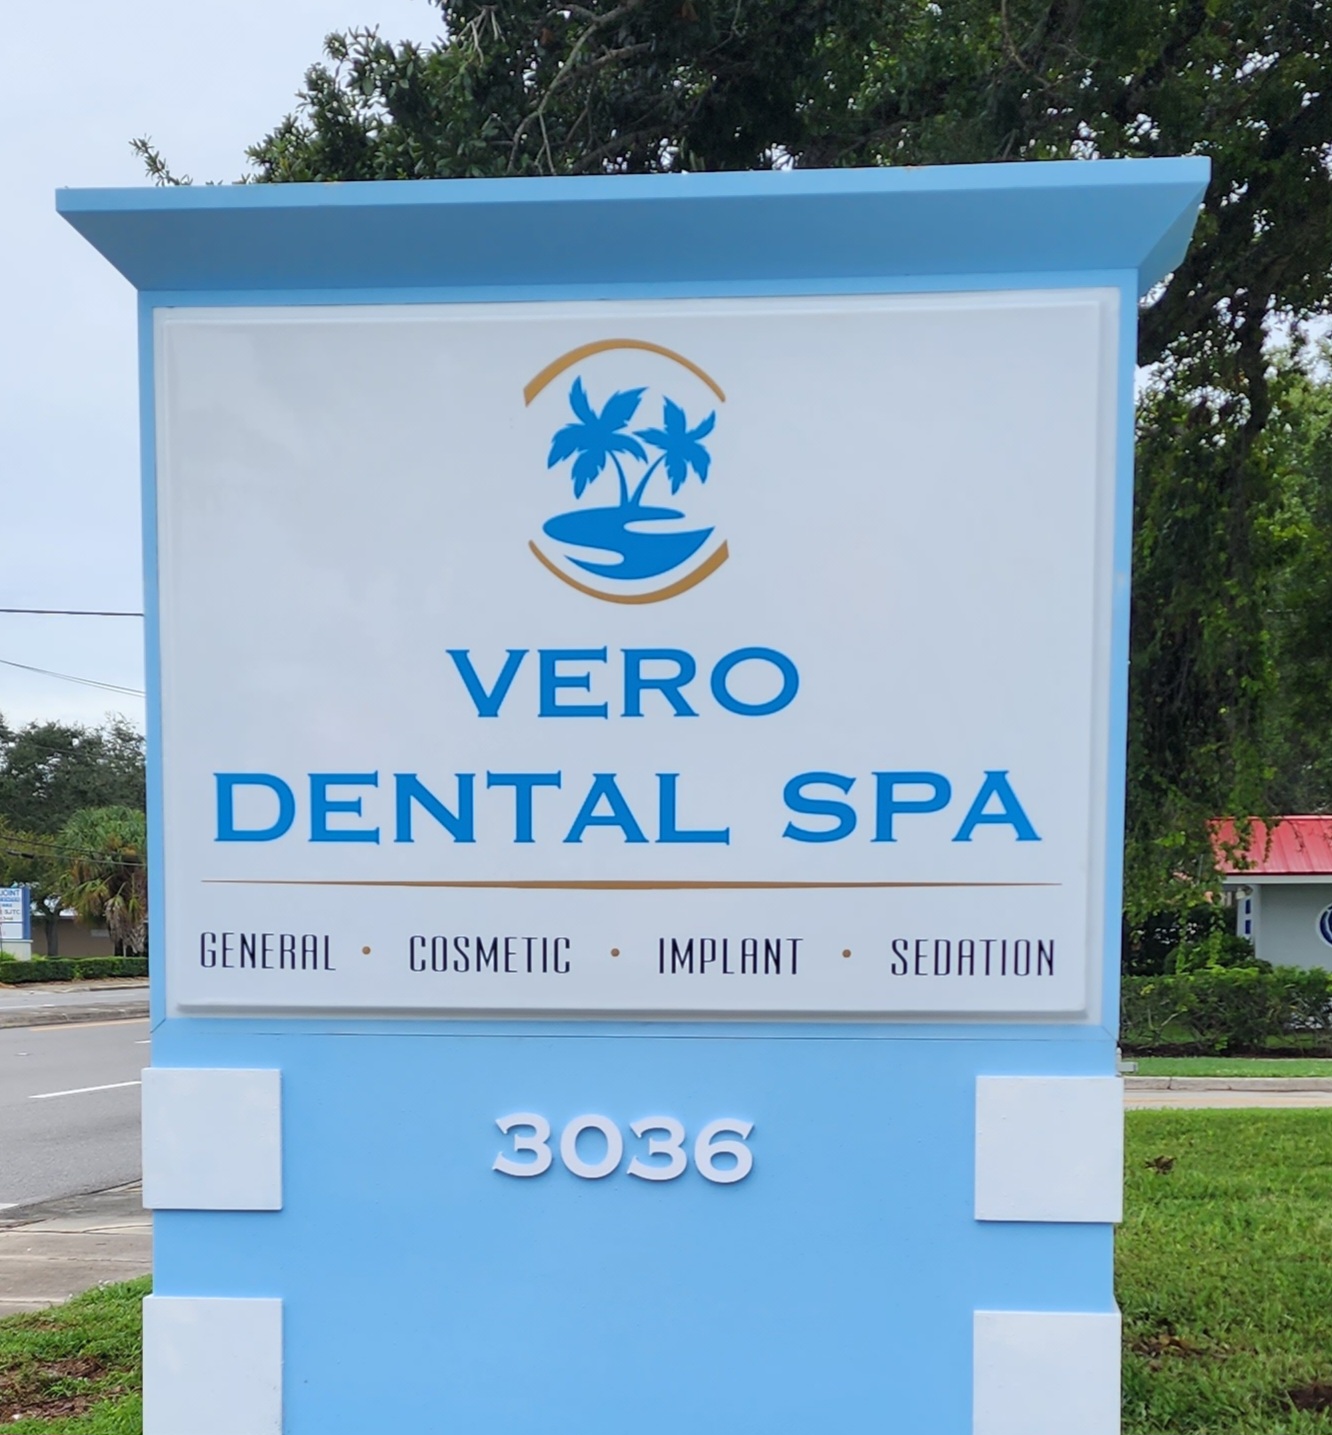 VERO
DENTAL SPA
GENERAL • COSMETIC • IMPLANT • SEDATION
3036